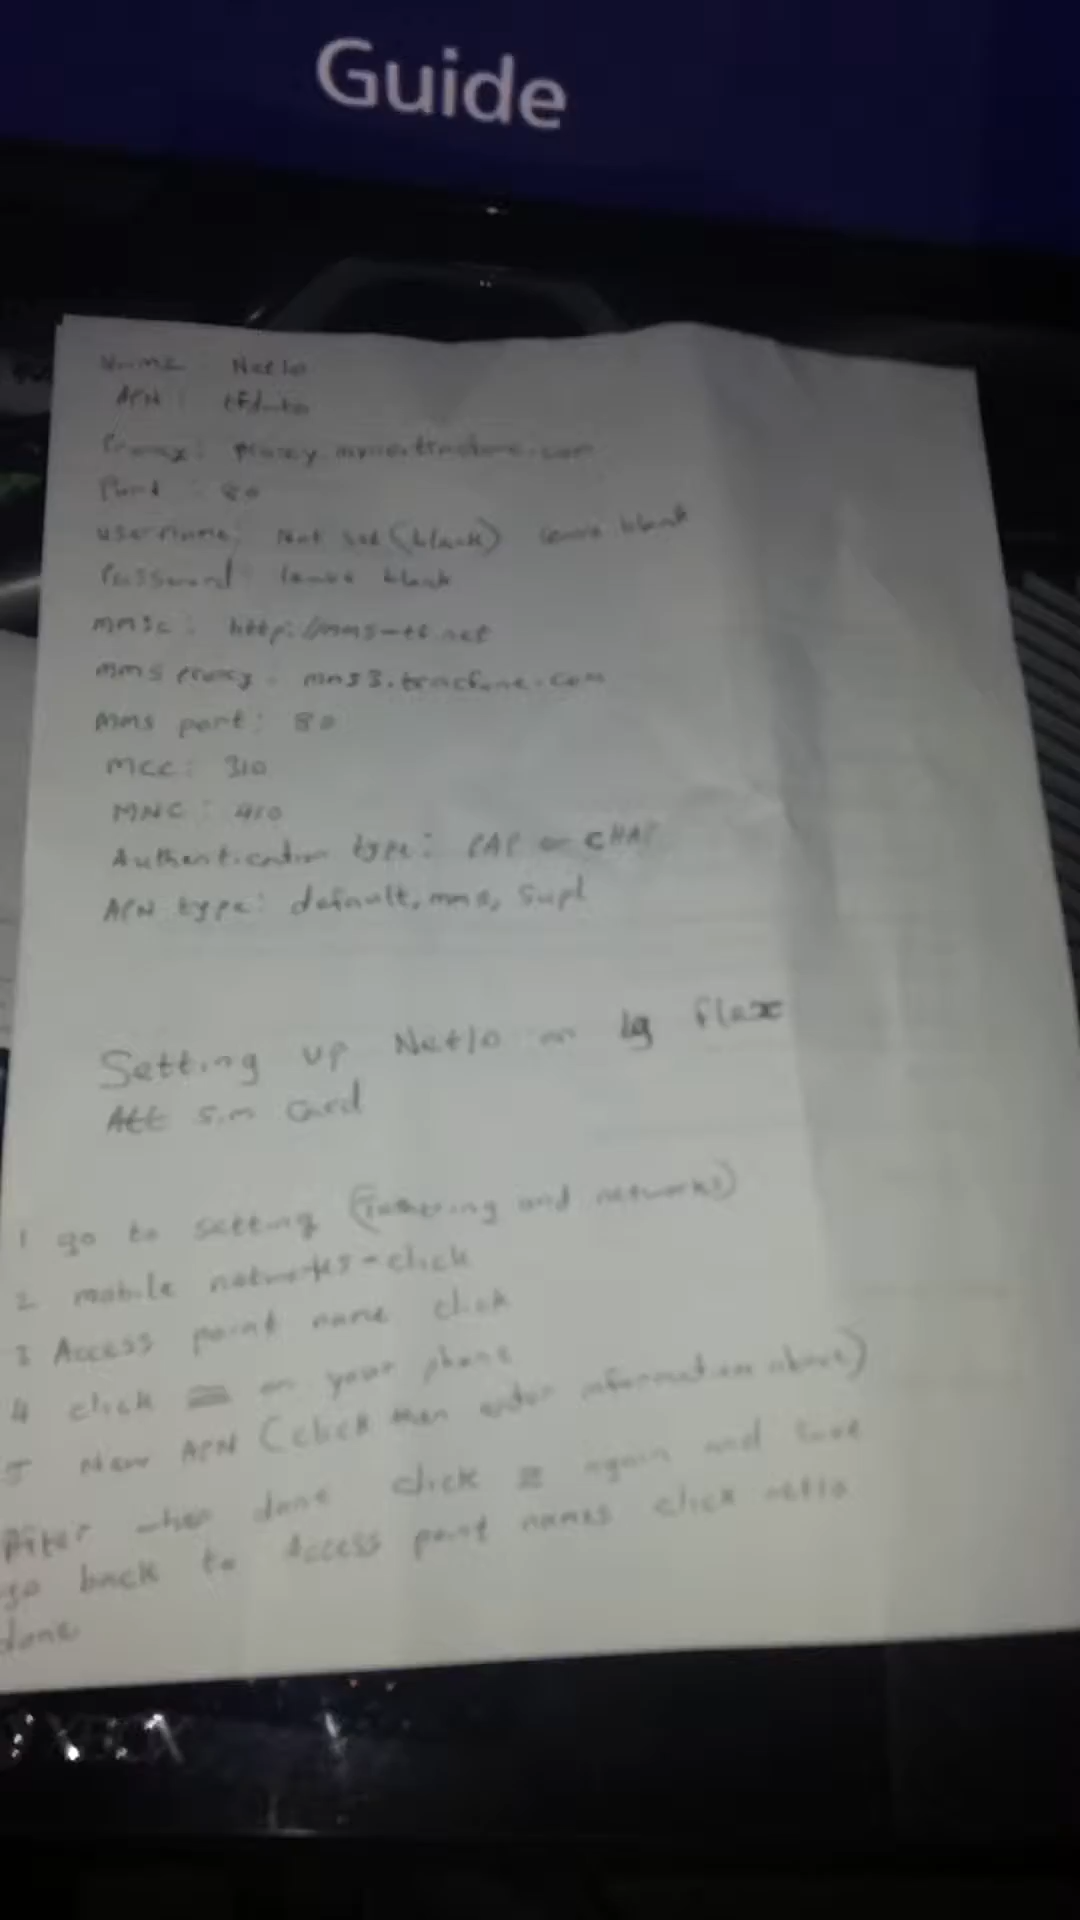 Guide
Name: Net10
APN: tfdata
Proxy: proxy.mvno.tracfone.com
Port: 80
username: Not set (blank) leave blank
Password: leave blank
mmsc: http://mms-tf.net
mms proxy: mms3.tracfone.com
mms port: 80
MCC: 310
MNC: 410
Authentication type: PAP or CHAP
APN type: default, mms, supl
Setting up Net10 on lg flex
Att sim card
1 go to setting (Tethering and networks)
2 mobile networks - click
3 Access point name click
4 click on your phone
5 New APN (click then enter information above)
After when done click again and save
go back to Access point names click net10
done
XBOX